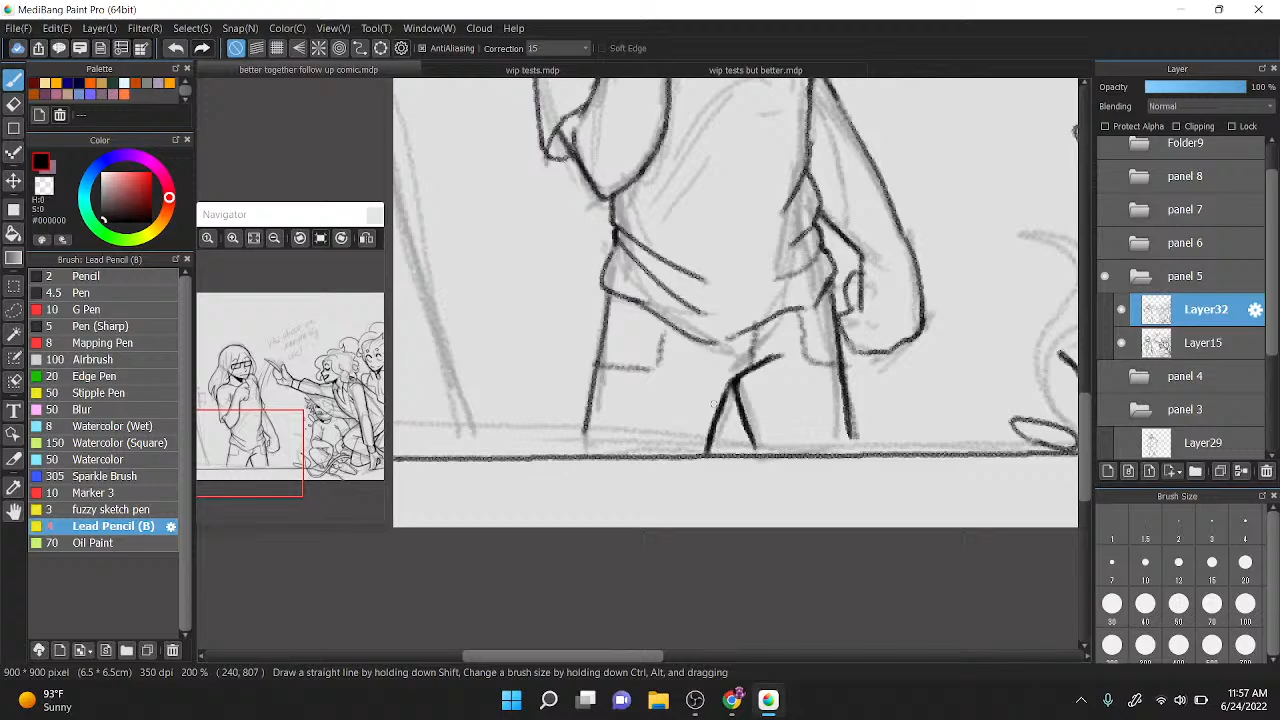 MediBang Paint Pro (64bit)
File(F) Edit(E) Layer(L) Filter(R) Select(S) Snap(N) Color(C) View(V) Tool(T) Window(W) Cloud Help(H)
AntiAliasing Correction 15 Soft Edge
Palette
better together follow up comic.mdp wip tests.mdp wip tests but better.mdp
Layer
Opacity 100 %
Blending Normal
Protect Alpha Clipping Lock
---
Color
H:0
S:0
#000000
Navigator
Brush: Lead Pencil (B)
2 Pencil
4.5 Pen
10 G Pen
5 Pen (Sharp)
8 Mapping Pen
100 Airbrush
20 Edge Pen
50 Stipple Pen
50 Blur
8 Watercolor (Wet)
150 Watercolor (Square)
50 Watercolor
305 Sparkle Brush
10 Marker 3
3 fuzzy sketch pen
Lead Pencil (B)
70 Oil Paint
Folder9
panel 8
panel 7
panel 6
panel 5
Layer32
Layer15
panel 4
panel 3
Layer29
Brush Size
1 1.5 2 3 4
7 10 12 15 20
30 40 50 70 100
900 * 900 pixel (6.5 * 6.5cm) 350 dpi 200 % ( 240, 807 ) Draw a straight line by holding down Shift, Change a brush size by holding down Ctrl, Alt, and dragging
93°F
Sunny
11:57 AM
6/24/2022